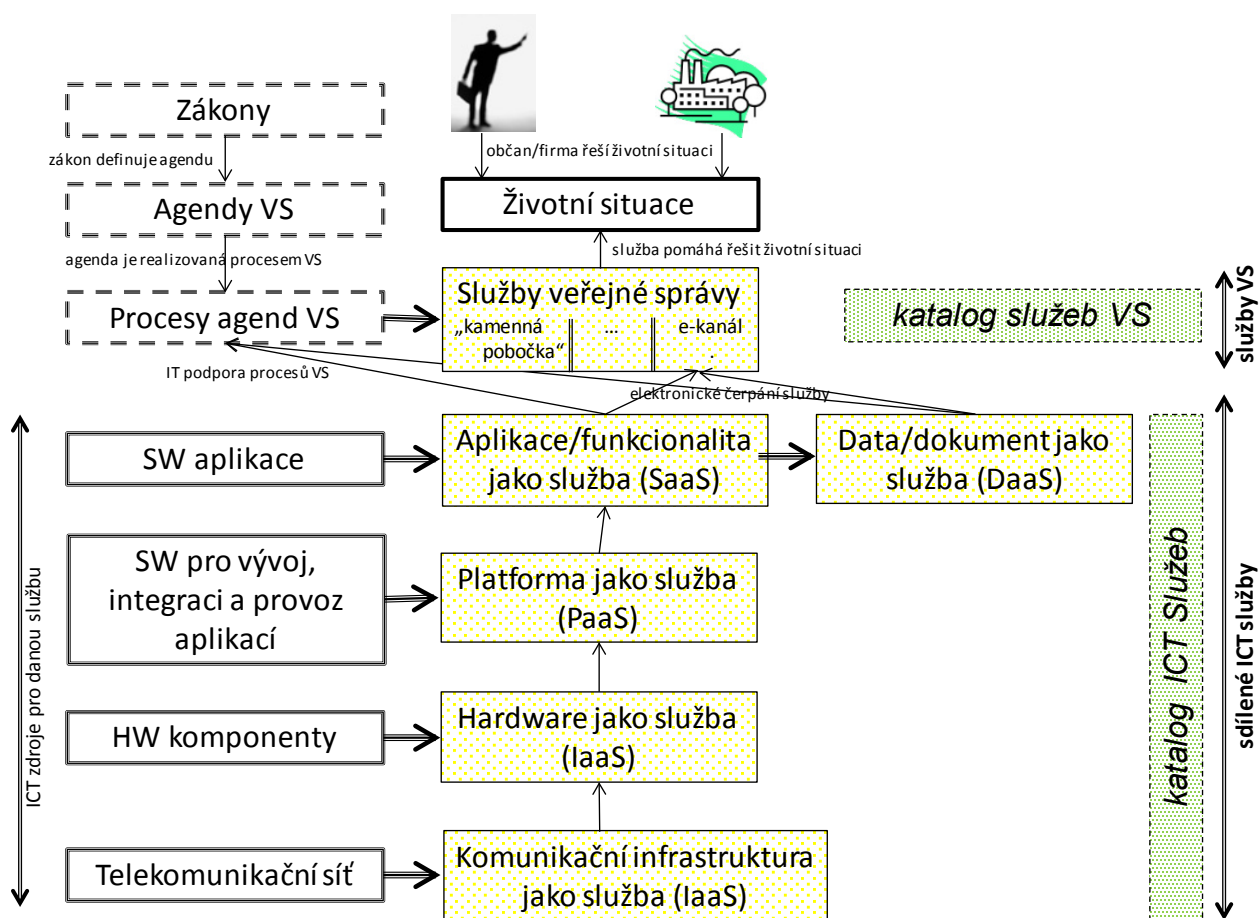 Zákony
zákon definuje agendu
občan/firma řeší životní situaci
Agendy VS
Životní situace
agenda je realizovaná procesem VS
služba pomáhá řešit životní situaci
Procesy agend VS
Služby veřejné správy
„kamenná
pobočka“
...
e-kanál
.
katalog služeb VS
služby VS
IT podpora procesů VS
elektronické čerpání služby
SW aplikace
Aplikace/funkcionalita
jako služba (SaaS)
Data/dokument jako
služba (DaaS)
SW pro vývoj,
integraci a provoz
aplikací
Platforma jako služba
(PaaS)
HW komponenty
Hardware jako služba
(IaaS)
Telekomunikační síť
Komunikační infrastruktura
jako služba (IaaS)
ICT zdroje pro danou službu
katalog ICT Služeb
sdílené ICT služby